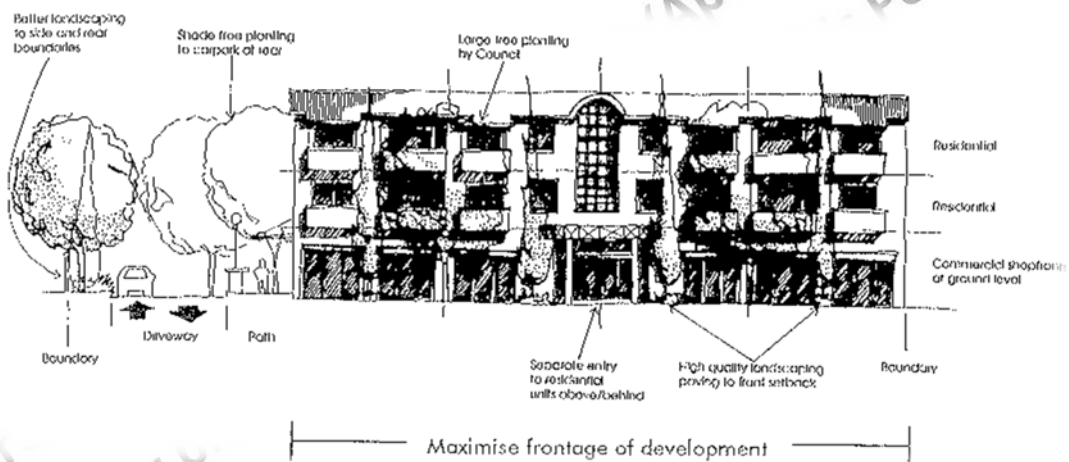 Batter landscaping
to side and rear
boundaries
Shade tree planting
to carpark at rear
Large tree planting
by Council
Residential
Residential
Commercial shopfronts
at ground level
Driveway
Path
Boundary
Separate entry
to residential
units above/behind
High quality landscaping
paving to front setback
Boundary
Maximise frontage of development